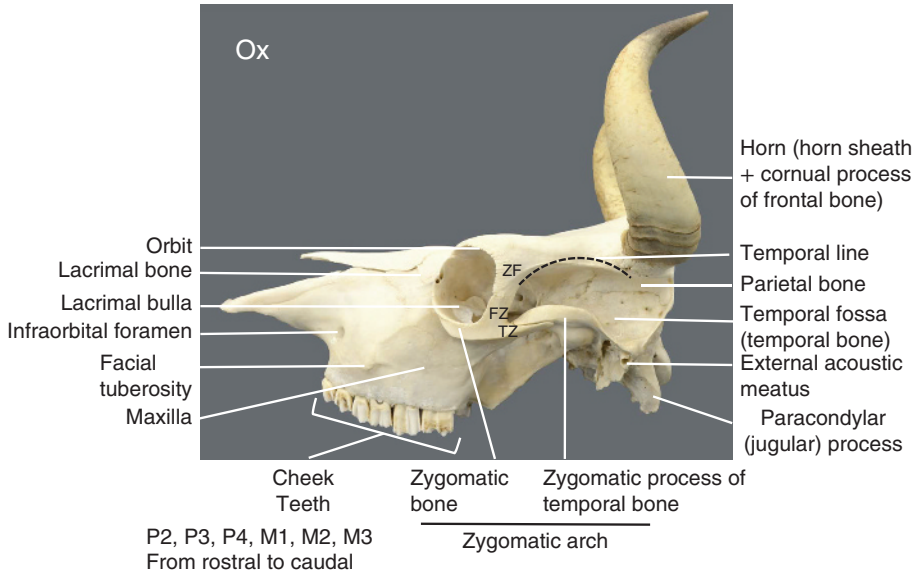 Ox
Horn (horn sheath
+ cornual process
of frontal bone)
Orbit
Lacrimal bone
Lacrimal bulla
Infraorbital foramen
Facial
tuberosity
Maxilla
ZF
FZ
TZ
Temporal line
Parietal bone
Temporal fossa
(temporal bone)
External acoustic
meatus
Paracondylar
(jugular) process
Cheek
Teeth
Zygomatic
bone
Zygomatic process of
temporal bone
P2, P3, P4, M1, M2, M3
From rostral to caudal
Zygomatic arch